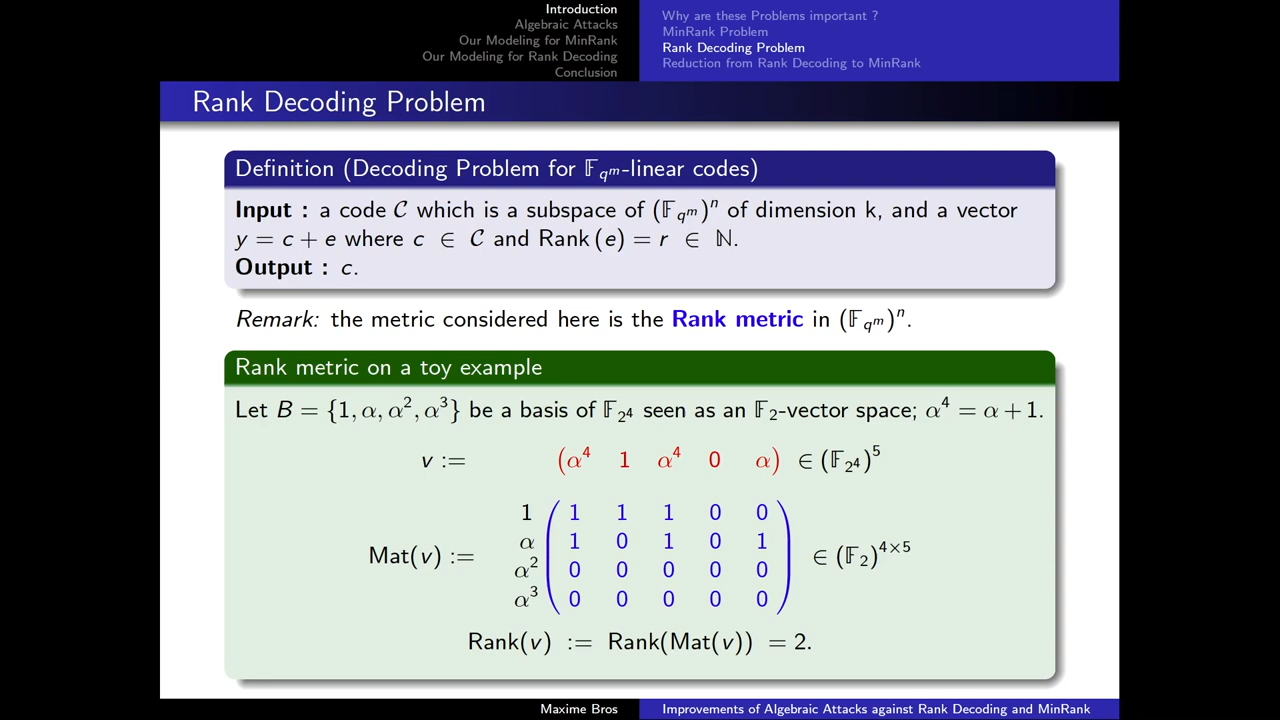 Introduction
Algebraic Attacks
Our Modeling for MinRank
Our Modeling for Rank Decoding
Conclusion
Why are these Problems important ?
MinRank Problem
Rank Decoding Problem
Reduction from Rank Decoding to MinRank
Rank Decoding Problem
Definition (Decoding Problem for 𝔽_{q^m}-linear codes)
Input : a code 𝒞 which is a subspace of (𝔽_{q^m})^n of dimension k, and a vector
y = c + e where c ∈ 𝒞 and Rank (e) = r ∈ ℕ.
Output : c.
Remark: the metric considered here is the Rank metric in (𝔽_{q^m})^n.
Rank metric on a toy example
Let B = {1, α, α², α³} be a basis of 𝔽_{2⁴} seen as an 𝔽₂-vector space; α⁴ = α + 1.
v := (α⁴ 1 α⁴ 0 α) ∈ (𝔽_{2⁴})⁵
1 1 1 1 0 0
α 1 0 1 0 1
Mat(v) := ∈ (𝔽₂)^{4×5}
α² 0 0 0 0 0
α³ 0 0 0 0 0
Rank(v) := Rank(Mat(v)) = 2.
Maxime Bros
Improvements of Algebraic Attacks against Rank Decoding and MinRank